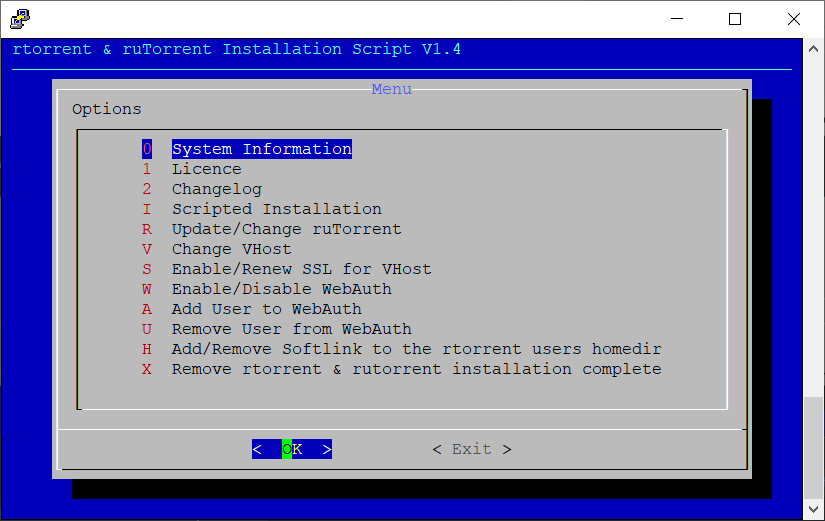 rtorrent & ruTorrent Installation Script V1.4
Menu
Options
0 System Information
1 Licence
2 Changelog
I Scripted Installation
R Update/Change ruTorrent
V Change VHost
S Enable/Renew SSL for VHost
W Enable/Disable WebAuth
A Add User to WebAuth
U Remove User from WebAuth
H Add/Remove Softlink to the rtorrent users homedir
X Remove rtorrent & rutorrent installation complete
<  OK  > < Exit >